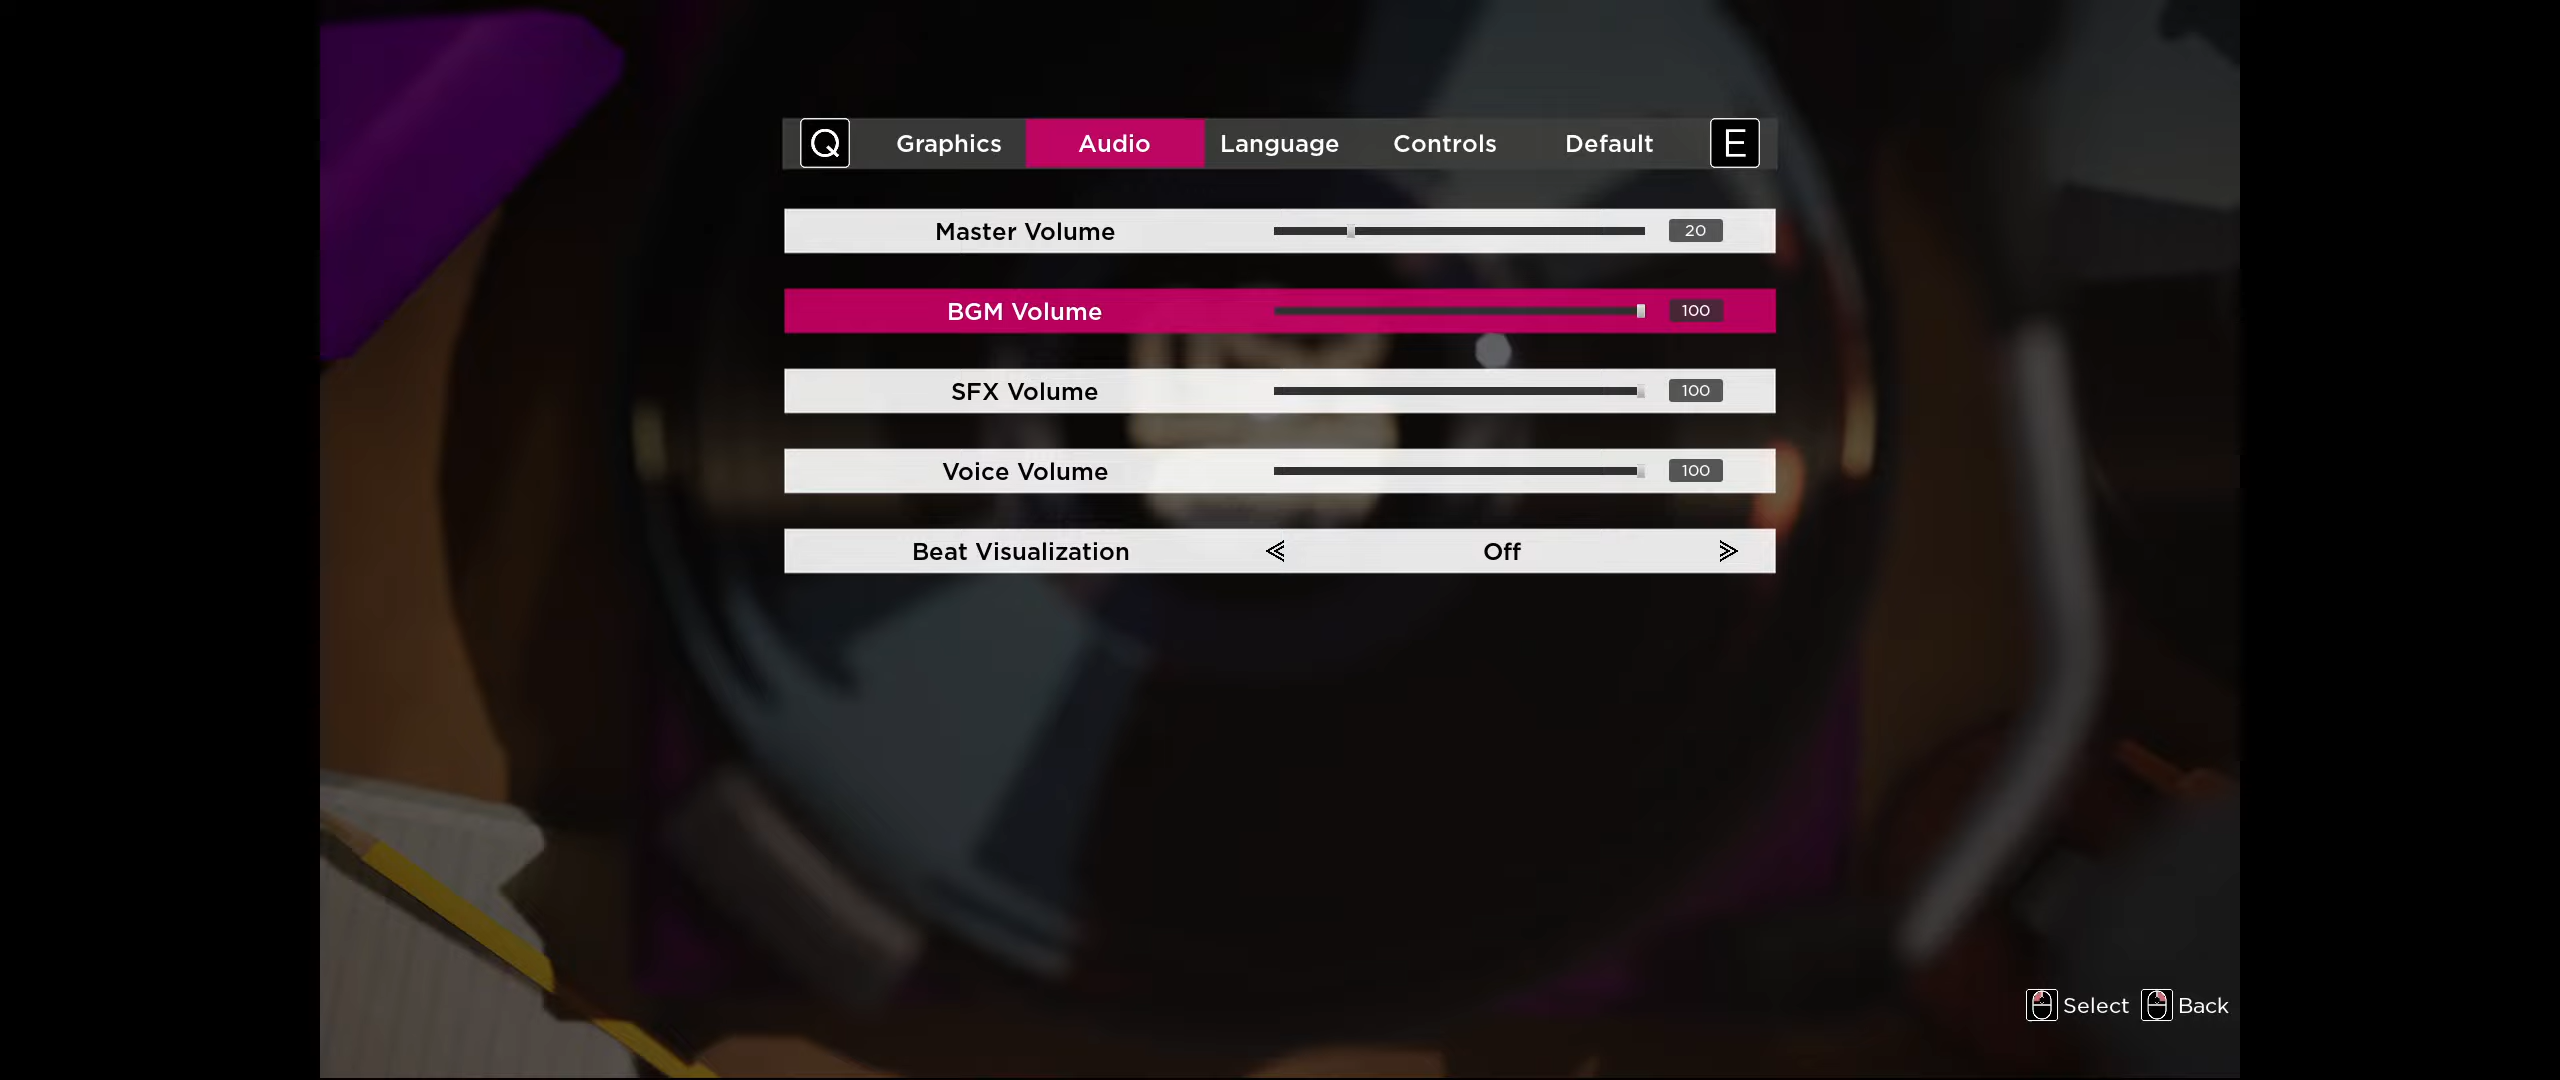 Q Graphics Audio Language Controls Default E
Master Volume 20
BGM Volume 100
SFX Volume 100
Voice Volume 100
Beat Visualization Off
Select Back